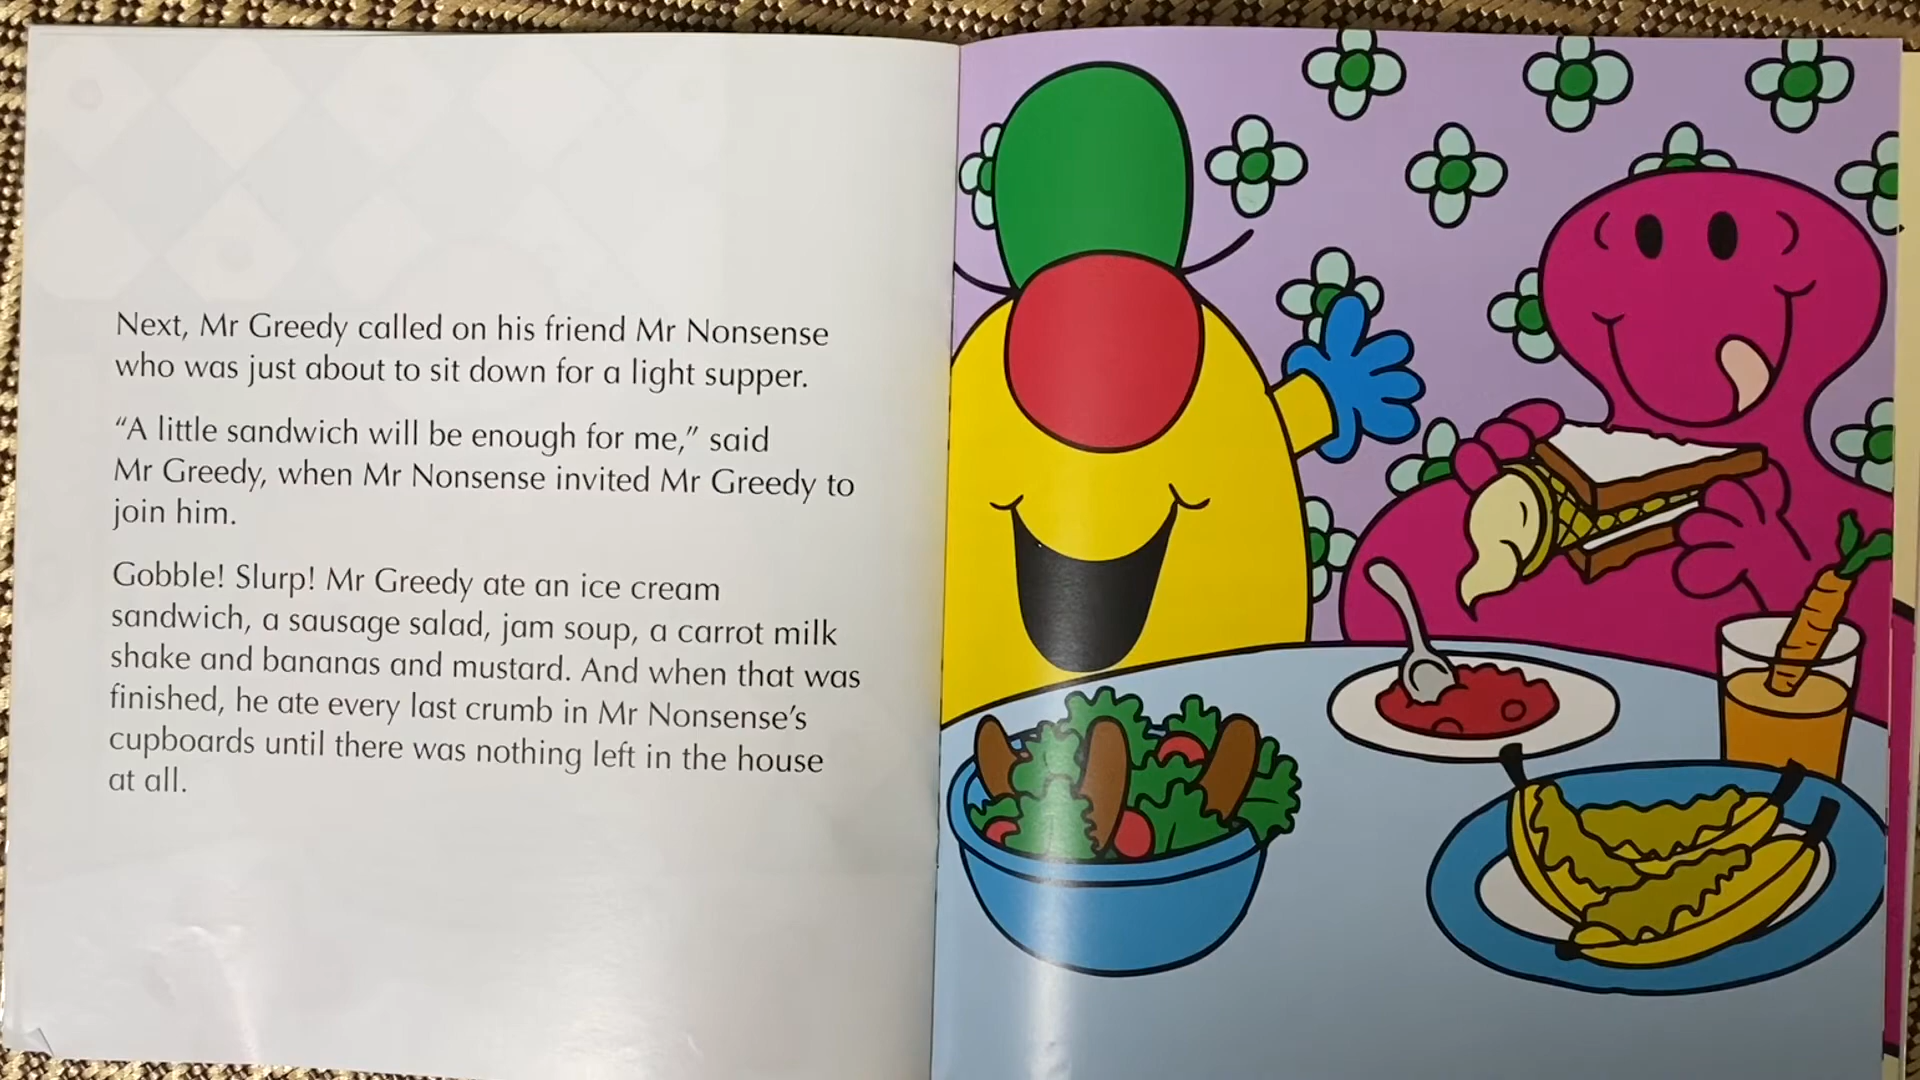 Next, Mr Greedy called on his friend Mr Nonsense
who was just about to sit down for a light supper.
“A little sandwich will be enough for me,” said
Mr Greedy, when Mr Nonsense invited Mr Greedy to
join him.
Gobble! Slurp! Mr Greedy ate an ice cream
sandwich, a sausage salad, jam soup, a carrot milk
shake and bananas and mustard. And when that was
finished, he ate every last crumb in Mr Nonsense’s
cupboards until there was nothing left in the house
at all.